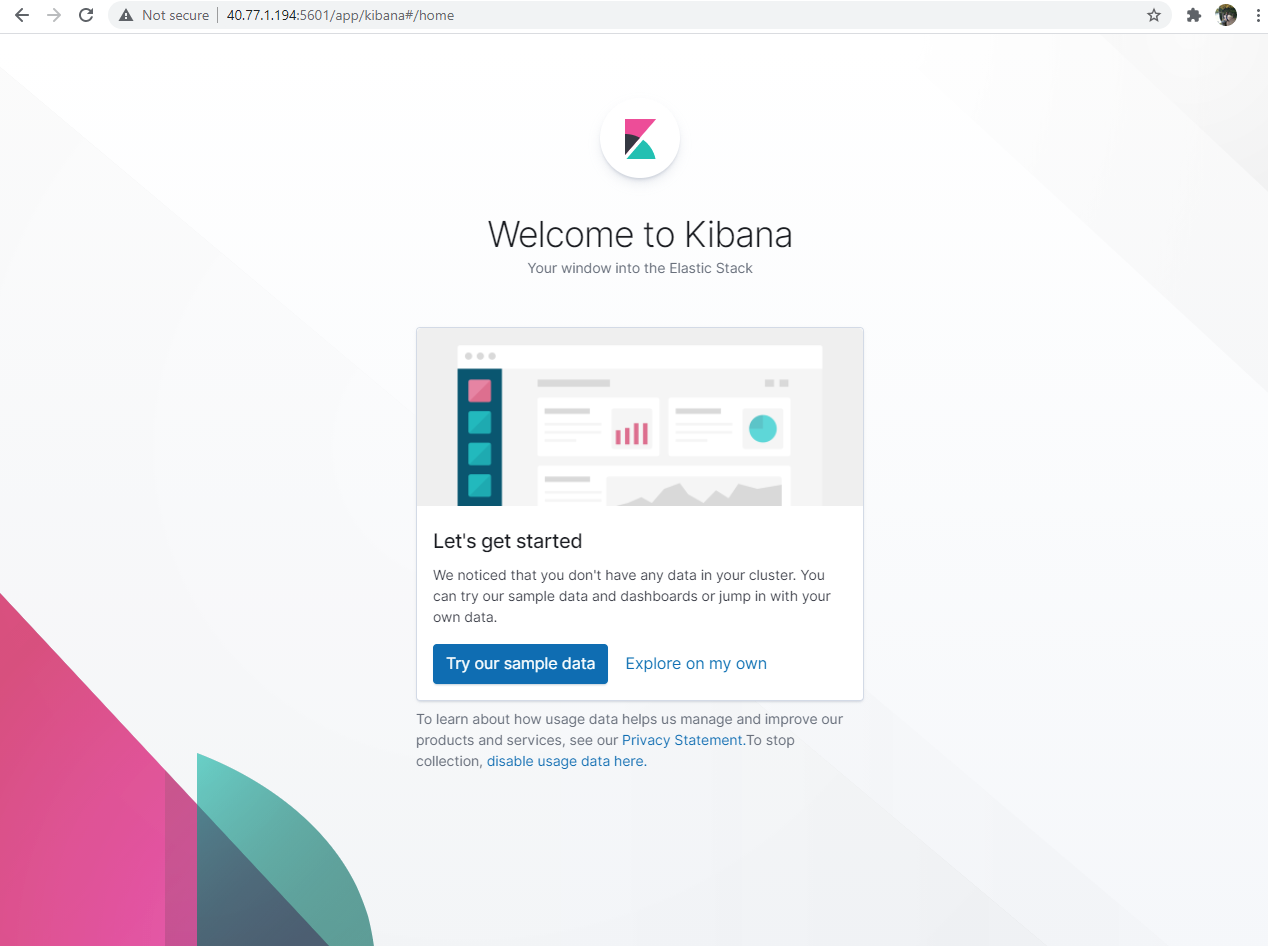 Not secure | 40.77.1.194:5601/app/kibana#/home
Welcome to Kibana
Your window into the Elastic Stack
Let's get started
We noticed that you don't have any data in your cluster. You
can try our sample data and dashboards or jump in with your
own data.
Try our sample data Explore on my own
To learn about how usage data helps us manage and improve our
products and services, see our Privacy Statement.To stop
collection, disable usage data here.